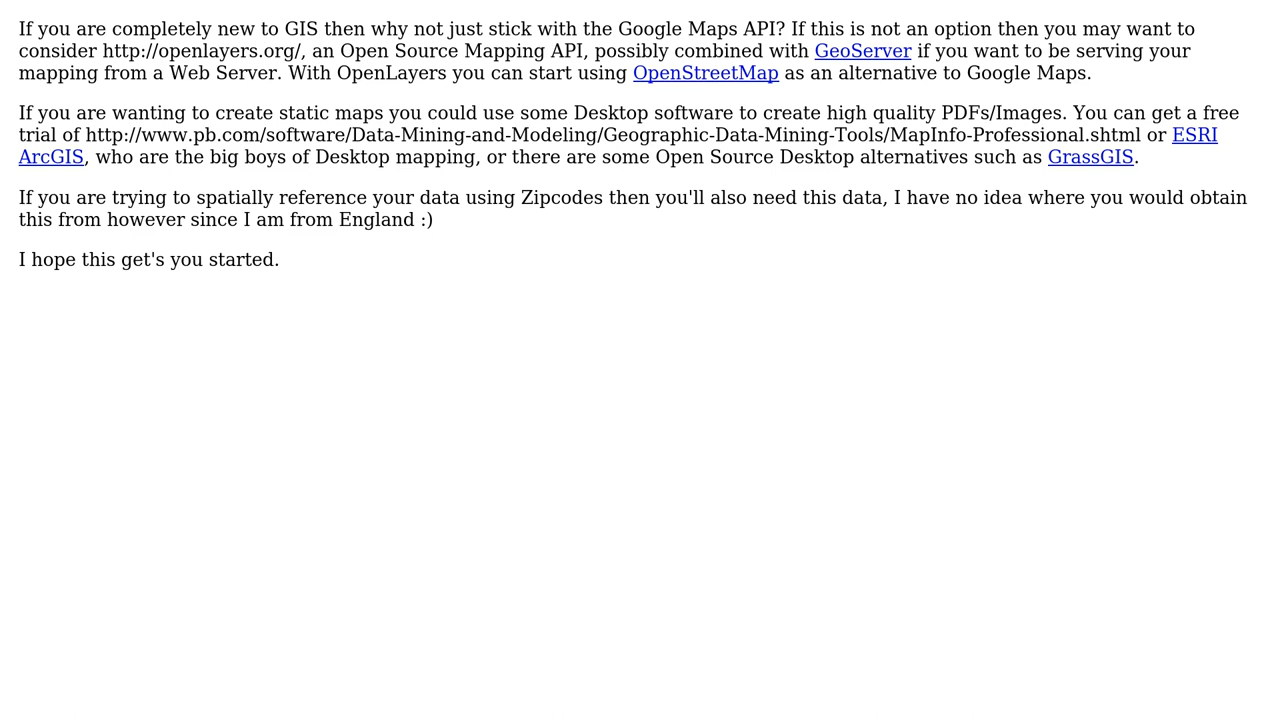 If you are completely new to GIS then why not just stick with the Google Maps API? If this is not an option then you may want to
consider http://openlayers.org/, an Open Source Mapping API, possibly combined with GeoServer if you want to be serving your
mapping from a Web Server. With OpenLayers you can start using OpenStreetMap as an alternative to Google Maps.
If you are wanting to create static maps you could use some Desktop software to create high quality PDFs/Images. You can get a free
trial of http://www.pb.com/software/Data-Mining-and-Modeling/Geographic-Data-Mining-Tools/MapInfo-Professional.shtml or ESRI
ArcGIS, who are the big boys of Desktop mapping, or there are some Open Source Desktop alternatives such as GrassGIS.
If you are trying to spatially reference your data using Zipcodes then you'll also need this data, I have no idea where you would obtain
this from however since I am from England :)
I hope this get's you started.